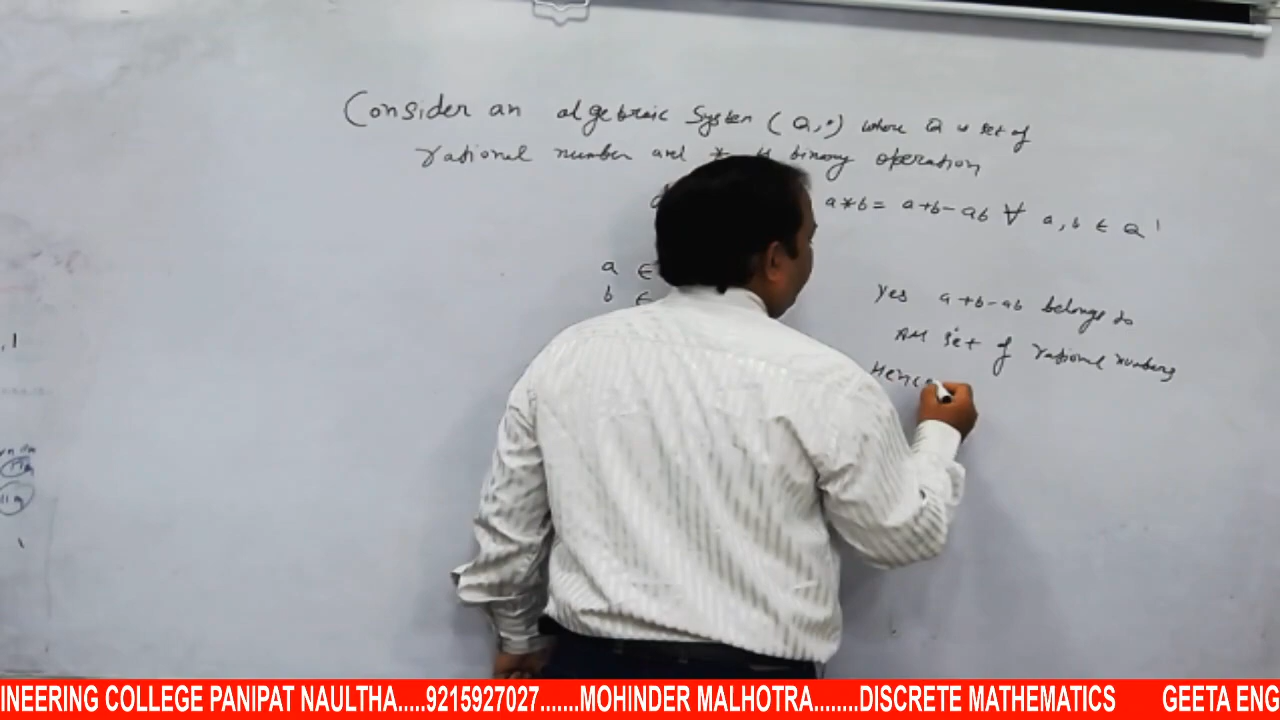 Consider an algebraic System (Q,*) where Q is set of
rational number and * is binary operation
a*b = a+b-ab ∀ a, b ∈ Q
a ∈
b ∈
Yes a+b-ab belongs to
set of rational numbers
Hence
INEERING COLLEGE PANIPAT NAULTHA.....9215927027.......MOHINDER MALHOTRA........DISCRETE MATHEMATICS GEETA ENG